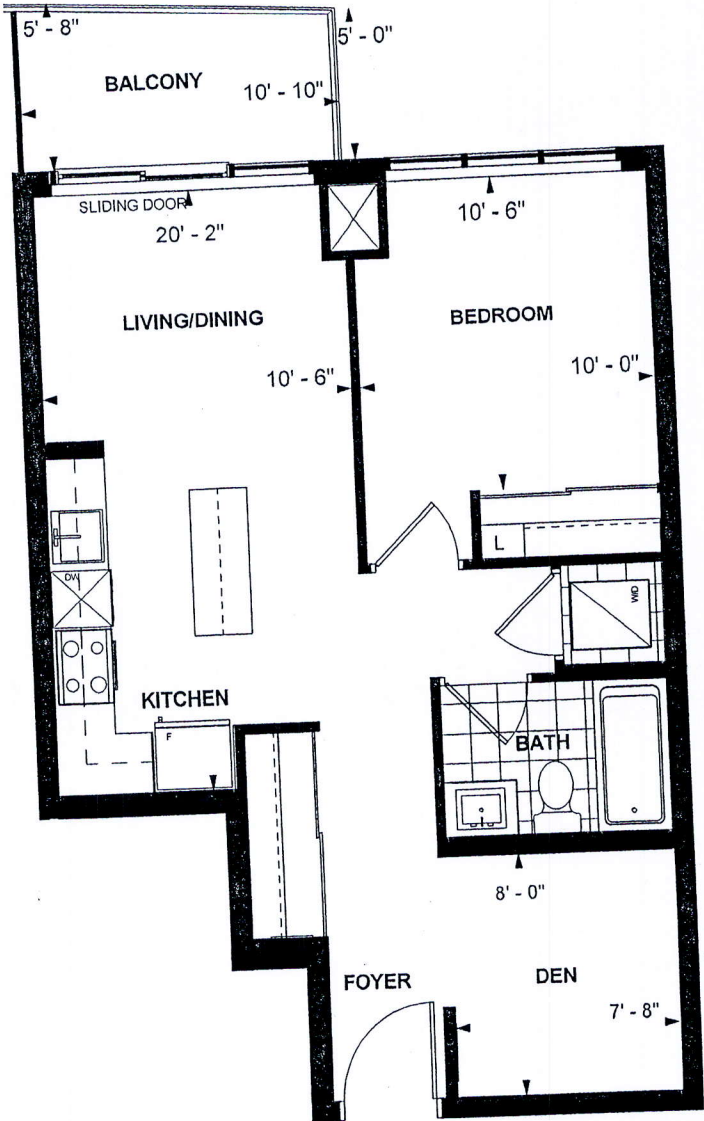 5' - 8"
5' - 0"
BALCONY
10' - 10"
SLIDING DOOR
20' - 2"
10' - 6"
LIVING/DINING
BEDROOM
10' - 6"
10' - 0"
L
DW
W/D
KITCHEN
F
BATH
8' - 0"
FOYER
DEN
7' - 8"